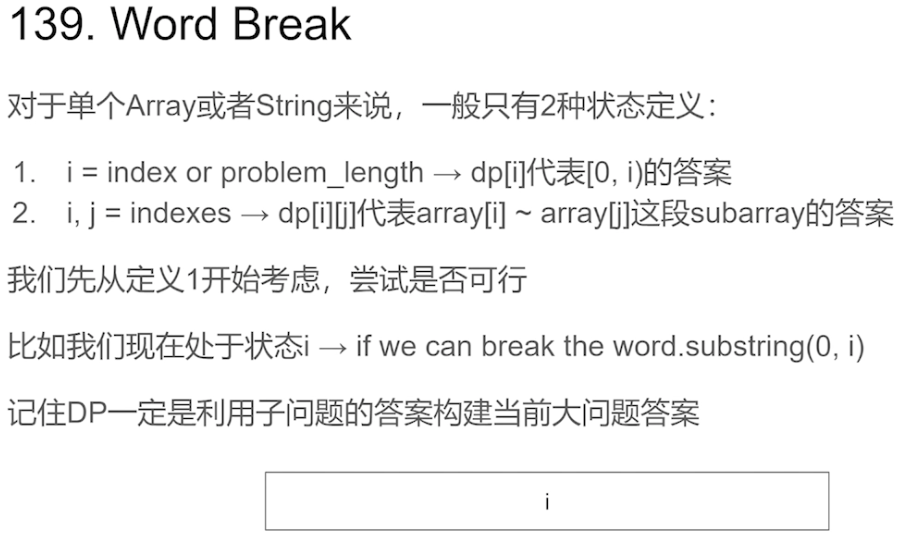 139. Word Break
对于单个Array或者String来说，一般只有2种状态定义：
1. i = index or problem_length → dp[i]代表[0, i)的答案
2. i, j = indexes → dp[i][j]代表array[i] ~ array[j]这段subarray的答案
我们先从定义1开始考虑，尝试是否可行
比如我们现在处于状态i → if we can break the word.substring(0, i)
记住DP一定是利用子问题的答案构建当前大问题答案
i